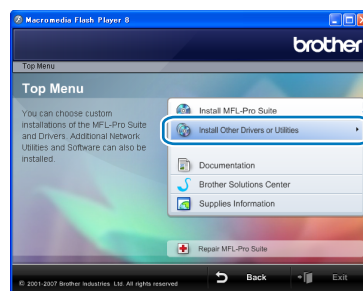 Macromedia Flash Player 8
brother
Top Menu
Top Menu
You can choose custom
installations of the MFL-Pro Suite
and Drivers. Additional Network
Utilities and Software can also be
installed.
Install MFL-Pro Suite
Install Other Drivers or Utilities
Documentation
Brother Solutions Center
Supplies Information
Repair MFL-Pro Suite
© 2001-2007 Brother Industries Ltd. All rights reserved
Back
Exit